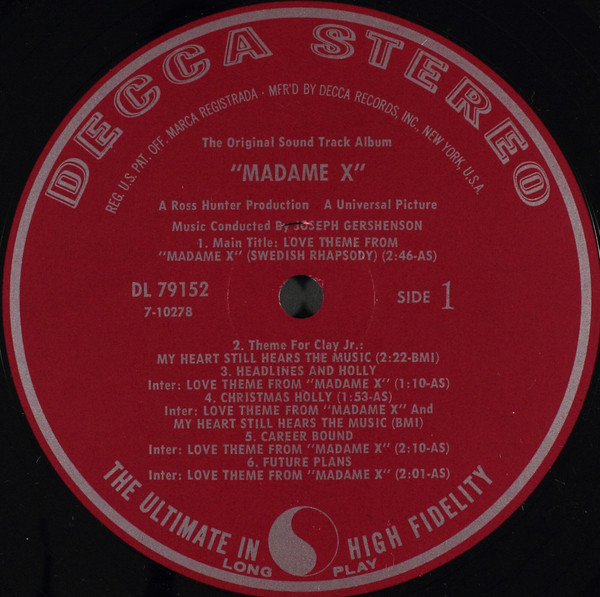 DECCA STEREO
REG. U.S. PAT. OFF. MARCA REGISTRADA · MFR'D BY DECCA RECORDS, INC., NEW YORK, U.S.A.
The Original Sound Track Album
"MADAME X"
A Ross Hunter Production A Universal Picture
Music Conducted By JOSEPH GERSHENSON
1. Main Title: LOVE THEME FROM
"MADAME X" (SWEDISH RHAPSODY) (2:46-AS)
DL 79152
7-10278
SIDE 1
2. Theme For Clay Jr.:
MY HEART STILL HEARS THE MUSIC (2:22-BMI)
3. HEADLINES AND HOLLY
Inter: LOVE THEME FROM "MADAME X" (1:10-AS)
4. CHRISTMAS HOLLY (1:53-AS)
Inter: LOVE THEME FROM "MADAME X" And
MY HEART STILL HEARS THE MUSIC (BMI)
5. CAREER BOUND
Inter: LOVE THEME FROM "MADAME X" (2:10-AS)
6. FUTURE PLANS
Inter: LOVE THEME FROM "MADAME X" (2:01-AS)
THE ULTIMATE IN HIGH FIDELITY
LONG PLAY